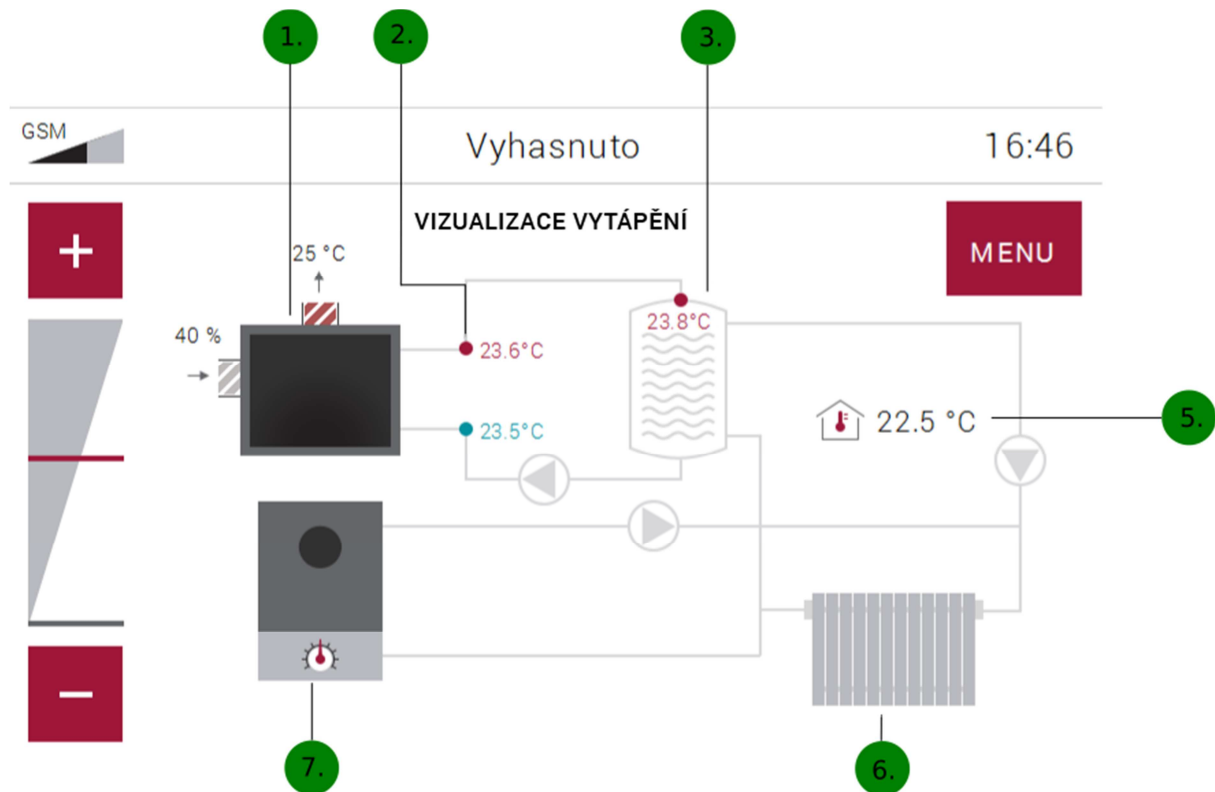 1.
2.
3.
GSM
Vyhasnuto
16:46
+
VIZUALIZACE VYTÁPĚNÍ
MENU
25 °C
40 %
23.6°C
23.8°C
23.5°C
22.5 °C
5.
−
7.
6.